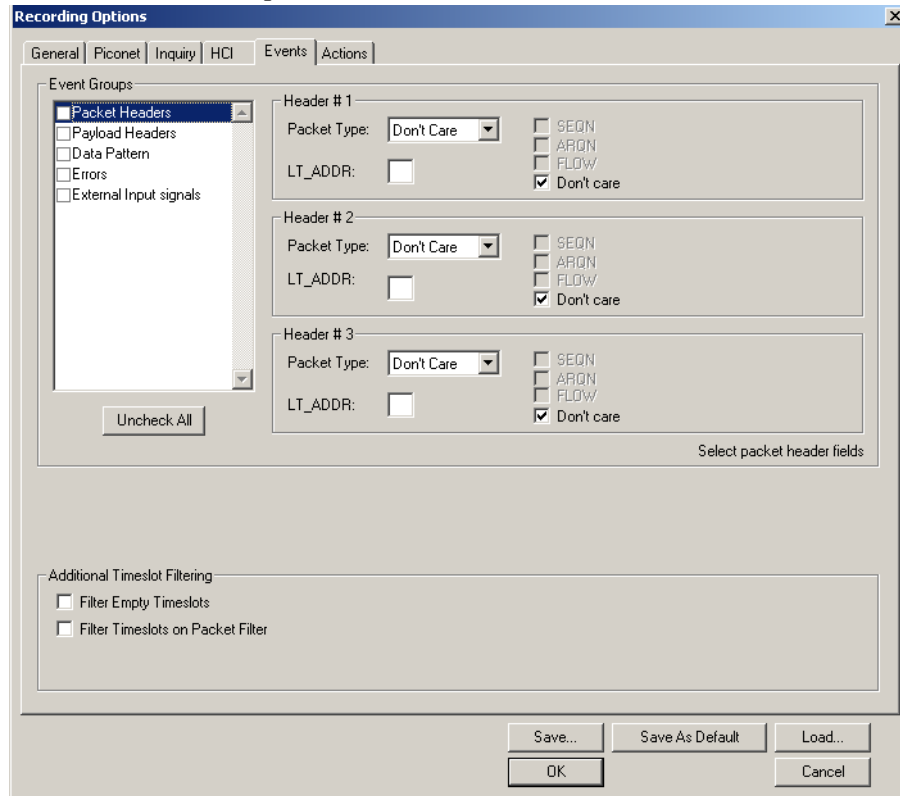 Recording Options
General Piconet Inquiry HCI Events Actions
Event Groups
Packet Headers
Payload Headers
Data Pattern
Errors
External Input signals
Uncheck All
Header # 1
Packet Type: Don't Care
LT_ADDR:
SEQN
ARQN
FLOW
Don't care
Header # 2
Packet Type: Don't Care
LT_ADDR:
SEQN
ARQN
FLOW
Don't care
Header # 3
Packet Type: Don't Care
LT_ADDR:
SEQN
ARQN
FLOW
Don't care
Select packet header fields
Additional Timeslot Filtering
Filter Empty Timeslots
Filter Timeslots on Packet Filter
Save... Save As Default Load...
OK Cancel